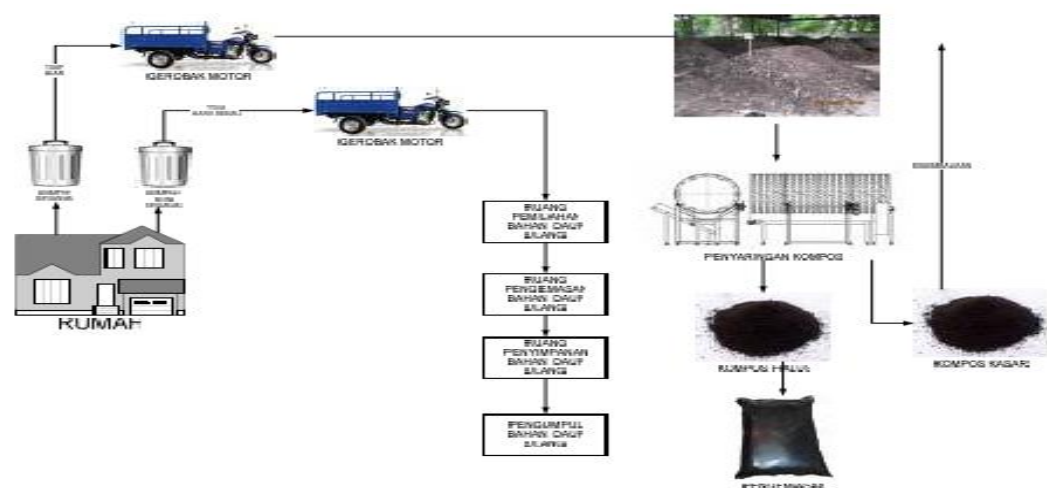 GEROBAK MOTOR
GEROBAK MOTOR
RUMAH
RUANG
PEMILAHAN
BAHAN DAUR
ULANG
RUANG
PENGEMASAN
BAHAN DAUR
ULANG
RUANG
PENYIMPANAN
BAHAN DAUR
ULANG
PENGUMPUL
BAHAN DAUR
ULANG
PENYARINGAN KOMPOS
KOMPOS HALUS
KOMPOS KASAR
PENGEMASAN